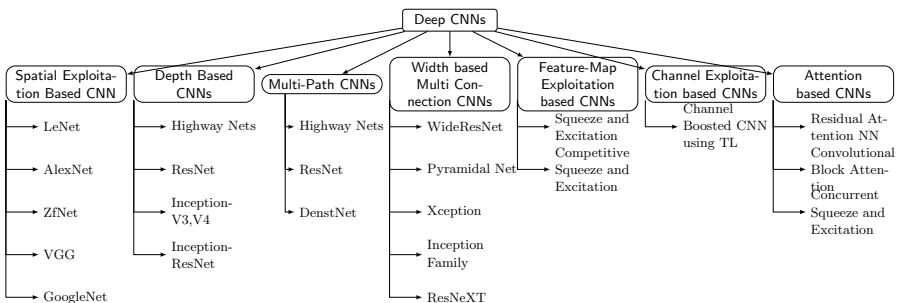 Deep CNNs
Spatial Exploita-
tion Based CNN
LeNet
AlexNet
ZfNet
VGG
GoogleNet
Depth Based
CNNs
Highway Nets
ResNet
Inception-
V3,V4
Inception-
ResNet
Multi-Path CNNs
Highway Nets
ResNet
DenstNet
Width based
Multi Con-
nection CNNs
WideResNet
Pyramidal Net
Xception
Inception
Family
ResNeXT
Feature-Map
Exploitation
based CNNs
Squeeze and
Excitation
Competitive
Squeeze and
Excitation
Channel Exploita-
tion based CNNs
Channel
Boosted CNN
using TL
Attention
based CNNs
Residual At-
tention NN
Convolutional
Block Atten-
tion
Concurrent
Squeeze and
Excitation